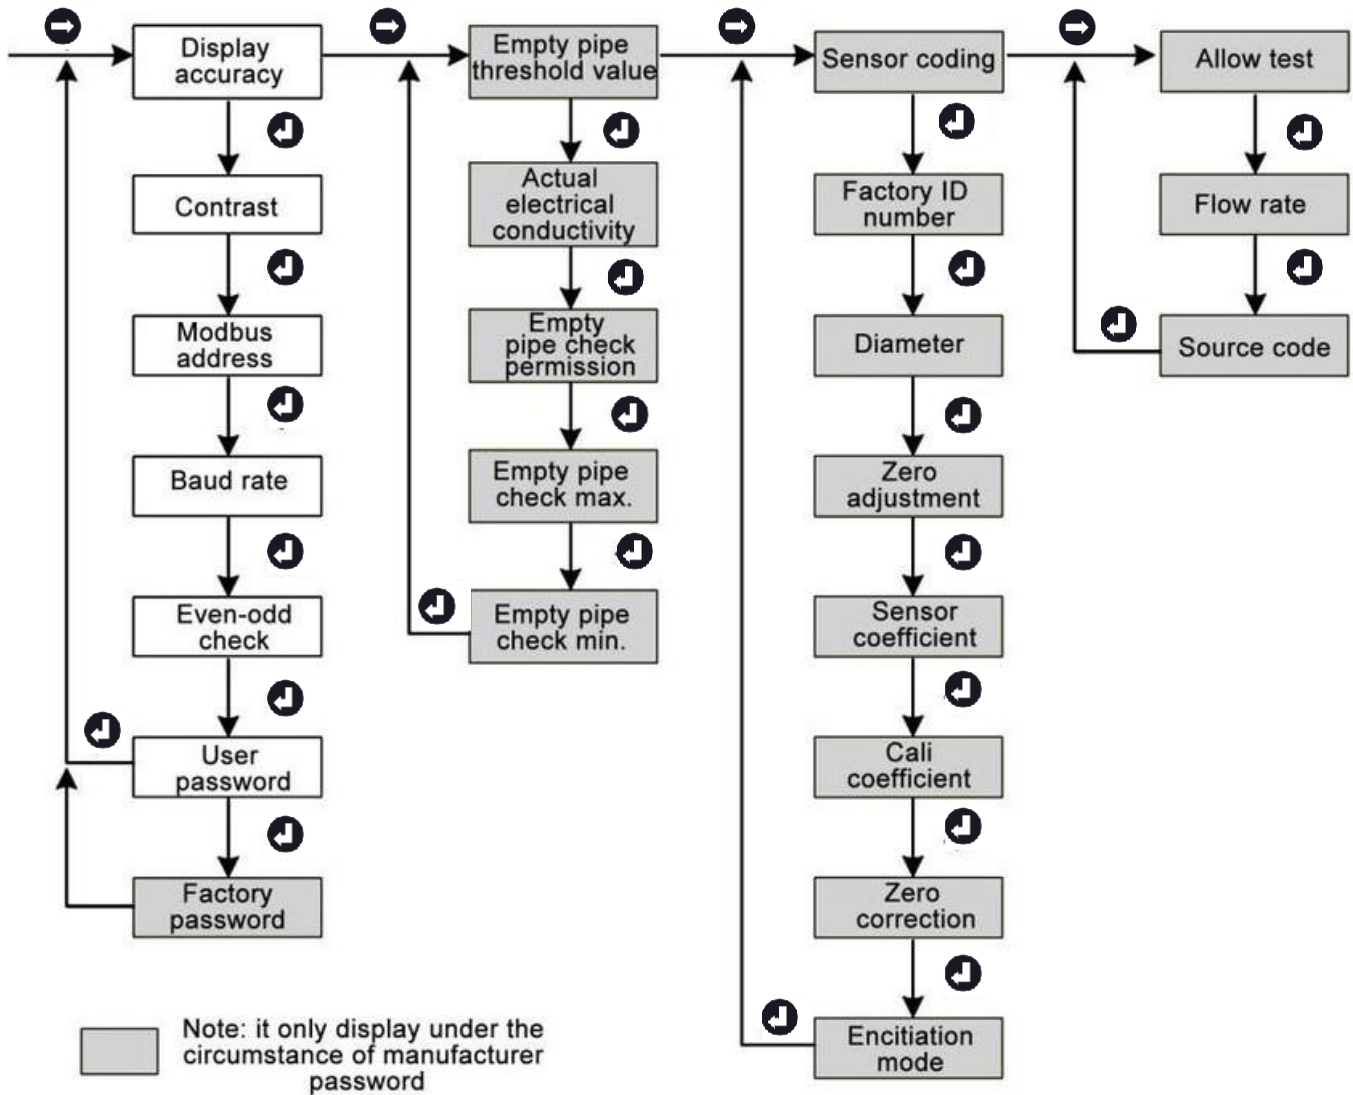 Display
accuracy
Contrast
Modbus
address
Baud rate
Even-odd
check
User
password
Factory
password
Empty pipe
threshold value
Actual
electrical
conductivity
Empty
pipe check
permission
Empty pipe
check max.
Empty pipe
check min.
Sensor coding
Factory ID
number
Diameter
Zero
adjustment
Sensor
coefficient
Cali
coefficient
Zero
correction
Encitiation
mode
Allow test
Flow rate
Source code
Note: it only display under the
circumstance of manufacturer
password